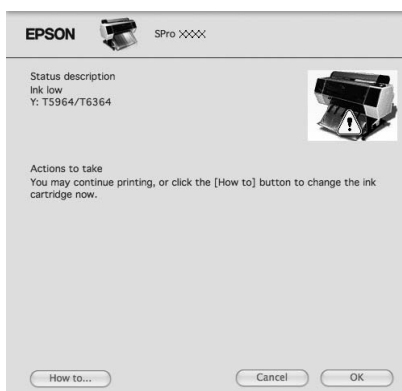 EPSON SPro XXXX
Status description
Ink low
Y: T5964/T6364
Actions to take
You may continue printing, or click the [How to] button to change the ink
cartridge now.
How to... Cancel OK